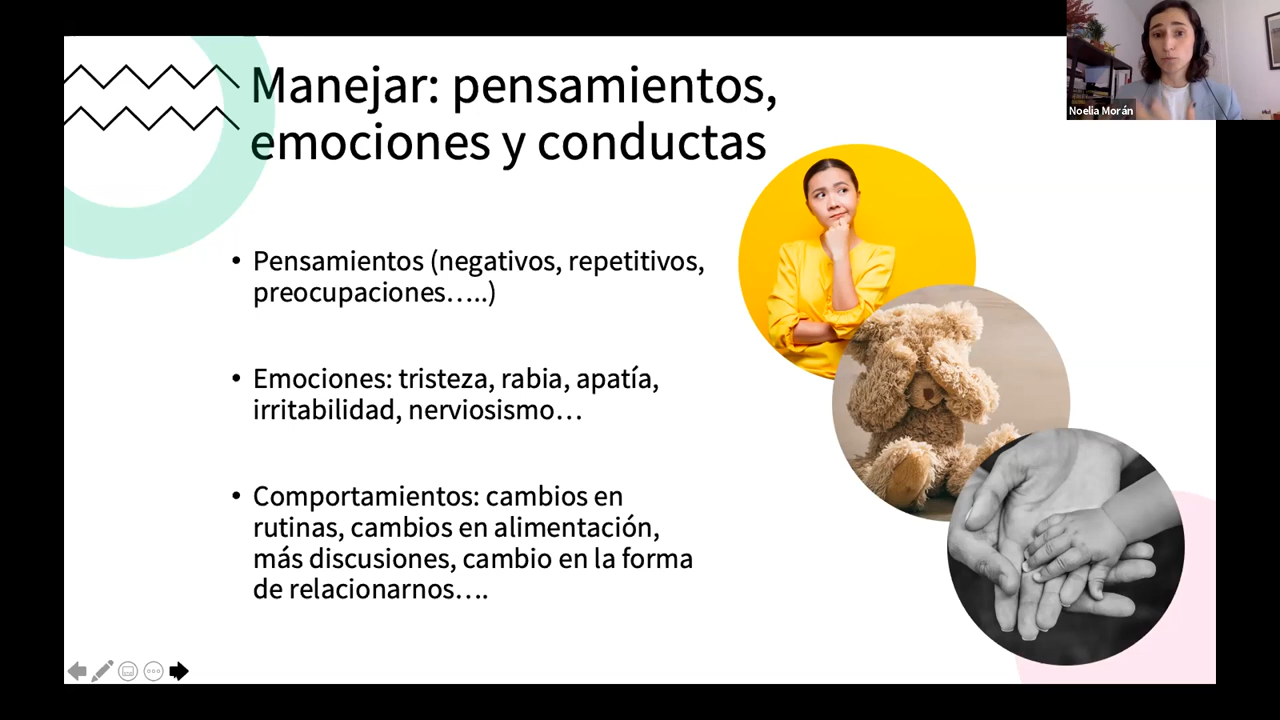 Manejar: pensamientos,
emociones y conductas
Noelia Morán
• Pensamientos (negativos, repetitivos,
preocupaciones.....)
• Emociones: tristeza, rabia, apatía,
irritabilidad, nerviosismo...
• Comportamientos: cambios en
rutinas, cambios en alimentación,
más discusiones, cambio en la forma
de relacionarnos....